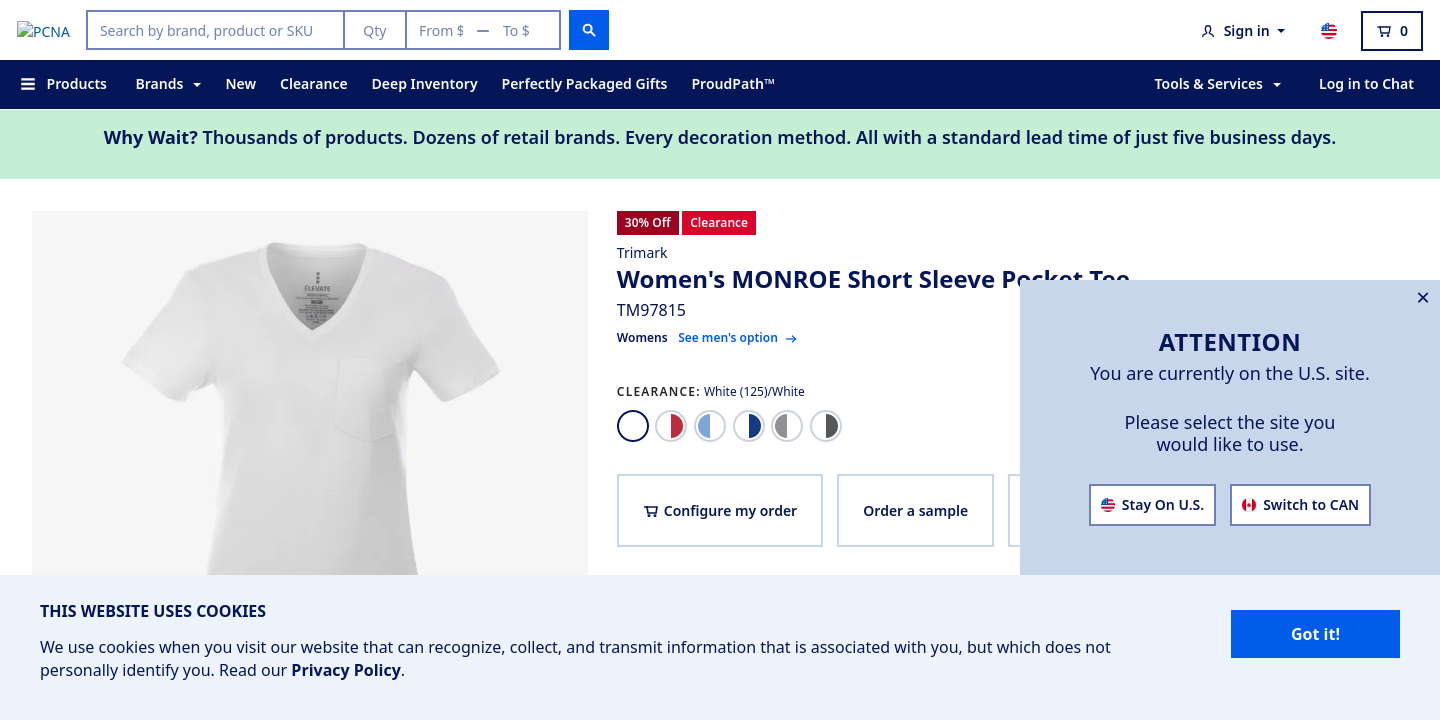 PCNA
Search by brand, product or SKU
Qty
From $ — To $
Sign in
0
Products
Brands
New
Clearance
Deep Inventory
Perfectly Packaged Gifts
ProudPath™
Tools & Services
Log in to Chat
Why Wait? Thousands of products. Dozens of retail brands. Every decoration method. All with a standard lead time of just five business days.
ELEVATE
30% Off
Clearance
Trimark
Women's MONROE Short Sleeve Pocket Tee
TM97815
Womens See men's option →
CLEARANCE: White (125)/White
Configure my order
Order a sample
×
ATTENTION
You are currently on the U.S. site.
Please select the site you
would like to use.
Stay On U.S.
Switch to CAN
THIS WEBSITE USES COOKIES
We use cookies when you visit our website that can recognize, collect, and transmit information that is associated with you, but which does not
personally identify you. Read our Privacy Policy.
Got it!